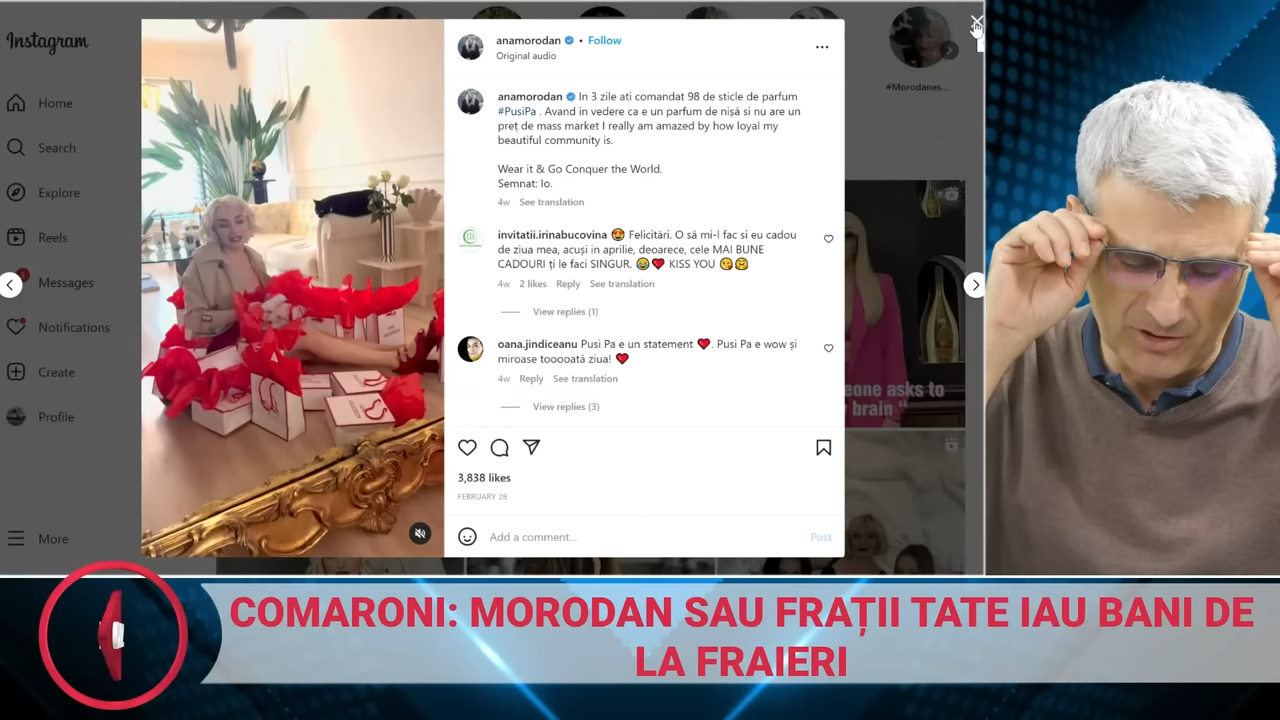 Instagram
Home
Search
Explore
Reels
Messages
Notifications
Create
Profile
More
anamorodan • Follow
Original audio
anamorodan In 3 zile ati comandat 98 de sticle de parfum
#PusiPa . Avand in vedere ca e un parfum de nișă si nu are un
preț de mass market I really am amazed by how loyal my
beautiful community is.
Wear it & Go Conquer the World.
Semnat: Io.
4w See translation
invitatii.irinabucovina 😍 Felicitări. O să mi-l fac si eu cadou
de ziua mea, acuși in aprilie, deoarece, cele MAI BUNE
CADOURI ți le faci SINGUR. 😂❤️ KISS YOU 😘🤗
4w 2 likes Reply See translation
View replies (1)
oana.jindiceanu Pusi Pa e un statement ❤️. Pusi Pa e wow și
miroase tooooată ziua! ❤️
4w Reply See translation
View replies (3)
3,838 likes
FEBRUARY 28
Add a comment... Post
#Morodanes...
eone asks to
brain “
COMARONI: MORODAN SAU FRAȚII TATE IAU BANI DE
LA FRAIERI